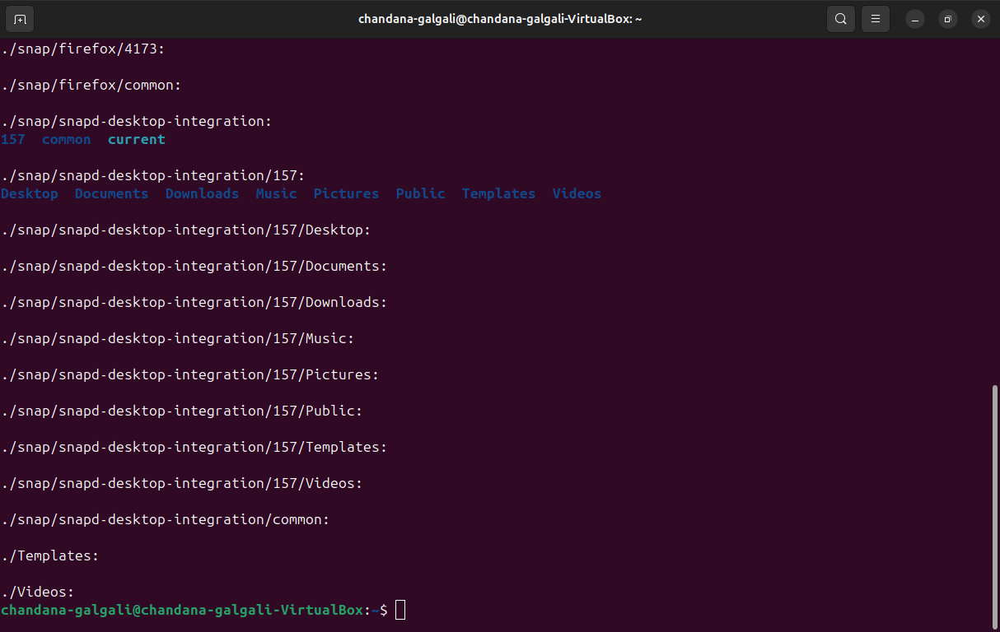 chandana-galgali@chandana-galgali-VirtualBox: ~
./snap/firefox/4173:
./snap/firefox/common:
./snap/snapd-desktop-integration:
157  common  current
./snap/snapd-desktop-integration/157:
Desktop  Documents  Downloads  Music  Pictures  Public  Templates  Videos
./snap/snapd-desktop-integration/157/Desktop:
./snap/snapd-desktop-integration/157/Documents:
./snap/snapd-desktop-integration/157/Downloads:
./snap/snapd-desktop-integration/157/Music:
./snap/snapd-desktop-integration/157/Pictures:
./snap/snapd-desktop-integration/157/Public:
./snap/snapd-desktop-integration/157/Templates:
./snap/snapd-desktop-integration/157/Videos:
./snap/snapd-desktop-integration/common:
./Templates:
./Videos:
chandana-galgali@chandana-galgali-VirtualBox:~$